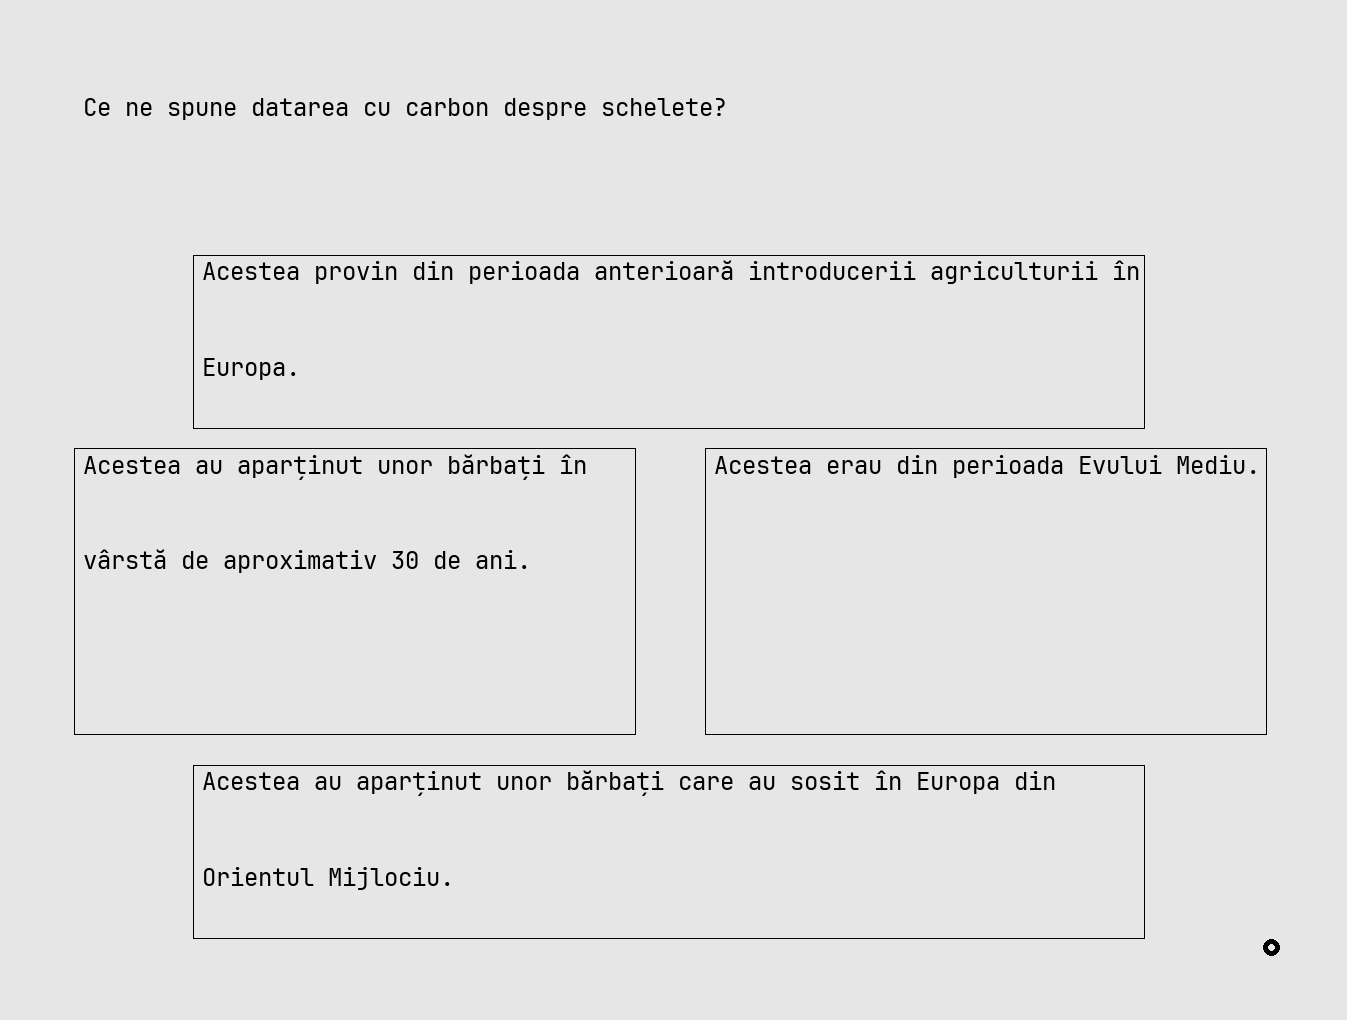 Ce ne spune datarea cu carbon despre schelete?
Acestea provin din perioada anterioară introducerii agriculturii în
Europa.
Acestea au aparținut unor bărbați în
vârstă de aproximativ 30 de ani.
Acestea erau din perioada Evului Mediu.
Acestea au aparținut unor bărbați care au sosit în Europa din
Orientul Mijlociu.